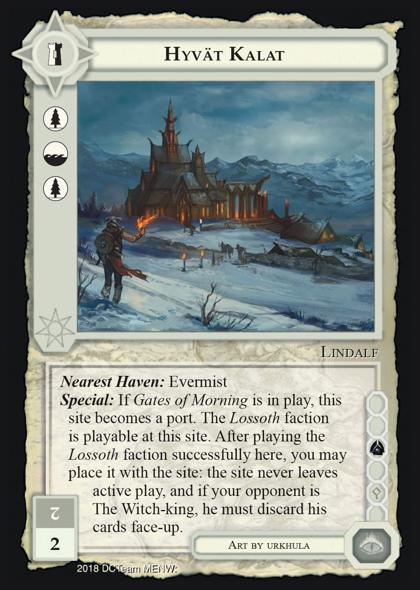 Hyvät Kalat
Lindalf
Nearest Haven: Evermist
Special: If Gates of Morning is in play, this
site becomes a port. The Lossoth faction
is playable at this site. After playing the
Lossoth faction successfully here, you may
place it with the site: the site never leaves
active play, and if your opponent is
The Witch-king, he must discard his
cards face-up.
2
2
Art by urkhula
2018 DCTeam MENW: